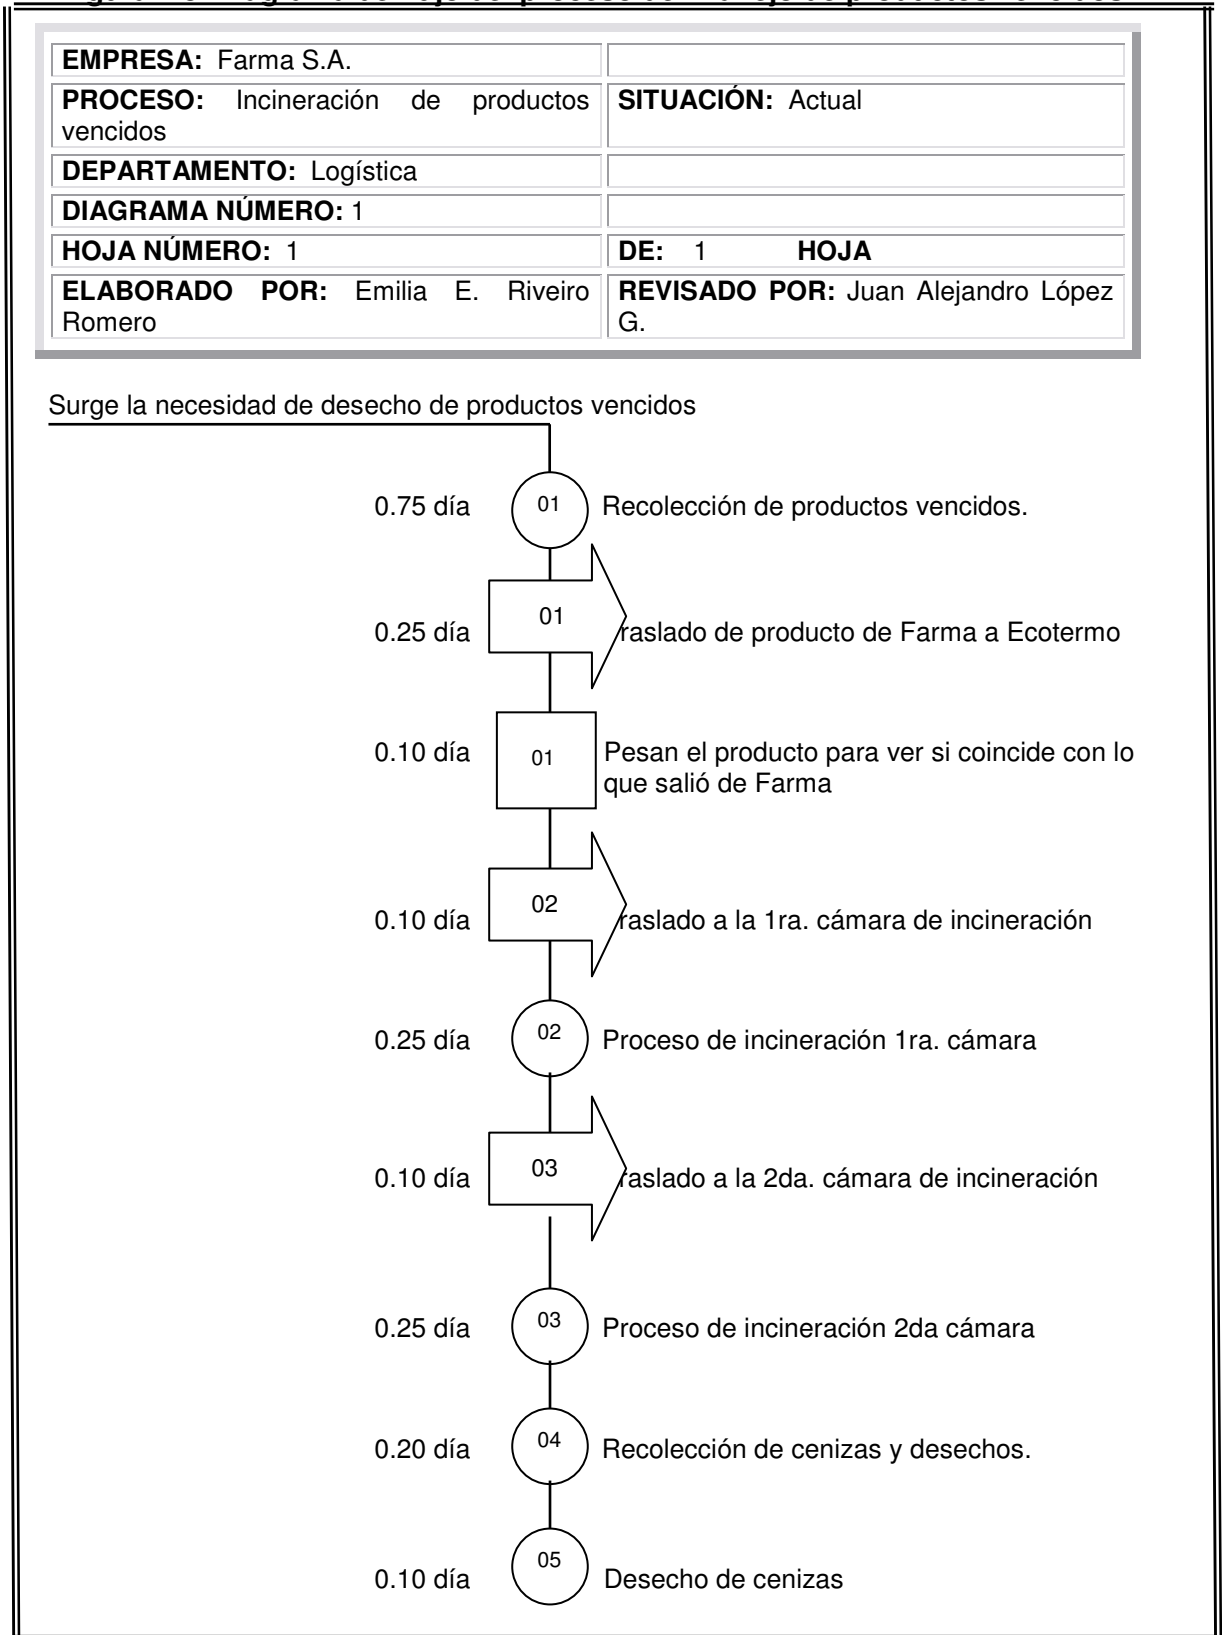 EMPRESA: Farma S.A.
PROCESO: Incineración de productos
vencidos
SITUACIÓN: Actual
DEPARTAMENTO: Logística
DIAGRAMA NÚMERO: 1
HOJA NÚMERO: 1
DE: 1 HOJA
ELABORADO POR: Emilia E. Riveiro
Romero
REVISADO POR: Juan Alejandro López
G.
Surge la necesidad de desecho de productos vencidos
0.75 día 01 Recolección de productos vencidos.
0.25 día 01 raslado de producto de Farma a Ecotermo
0.10 día 01 Pesan el producto para ver si coincide con lo
que salió de Farma
0.10 día 02 raslado a la 1ra. cámara de incineración
0.25 día 02 Proceso de incineración 1ra. cámara
0.10 día 03 raslado a la 2da. cámara de incineración
0.25 día 03 Proceso de incineración 2da cámara
0.20 día 04 Recolección de cenizas y desechos.
0.10 día 05 Desecho de cenizas